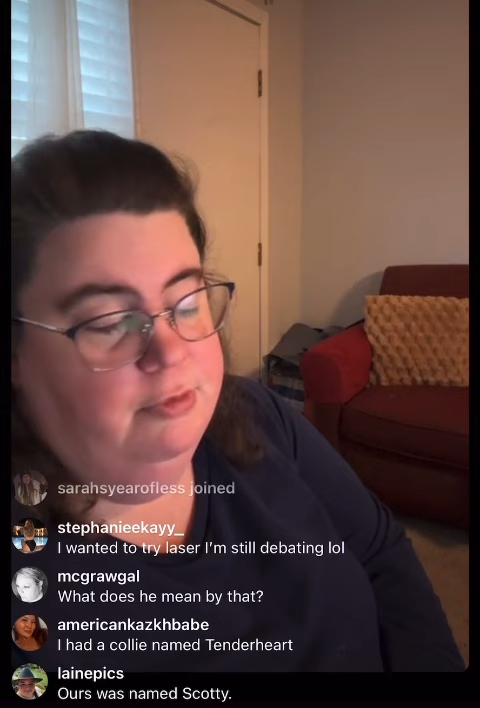 sarahsyearofless joined
stephanieekayy_
I wanted to try laser I'm still debating lol
mcgrawgal
What does he mean by that?
americankazkhbabe
I had a collie named Tenderheart
lainepics
Ours was named Scotty.